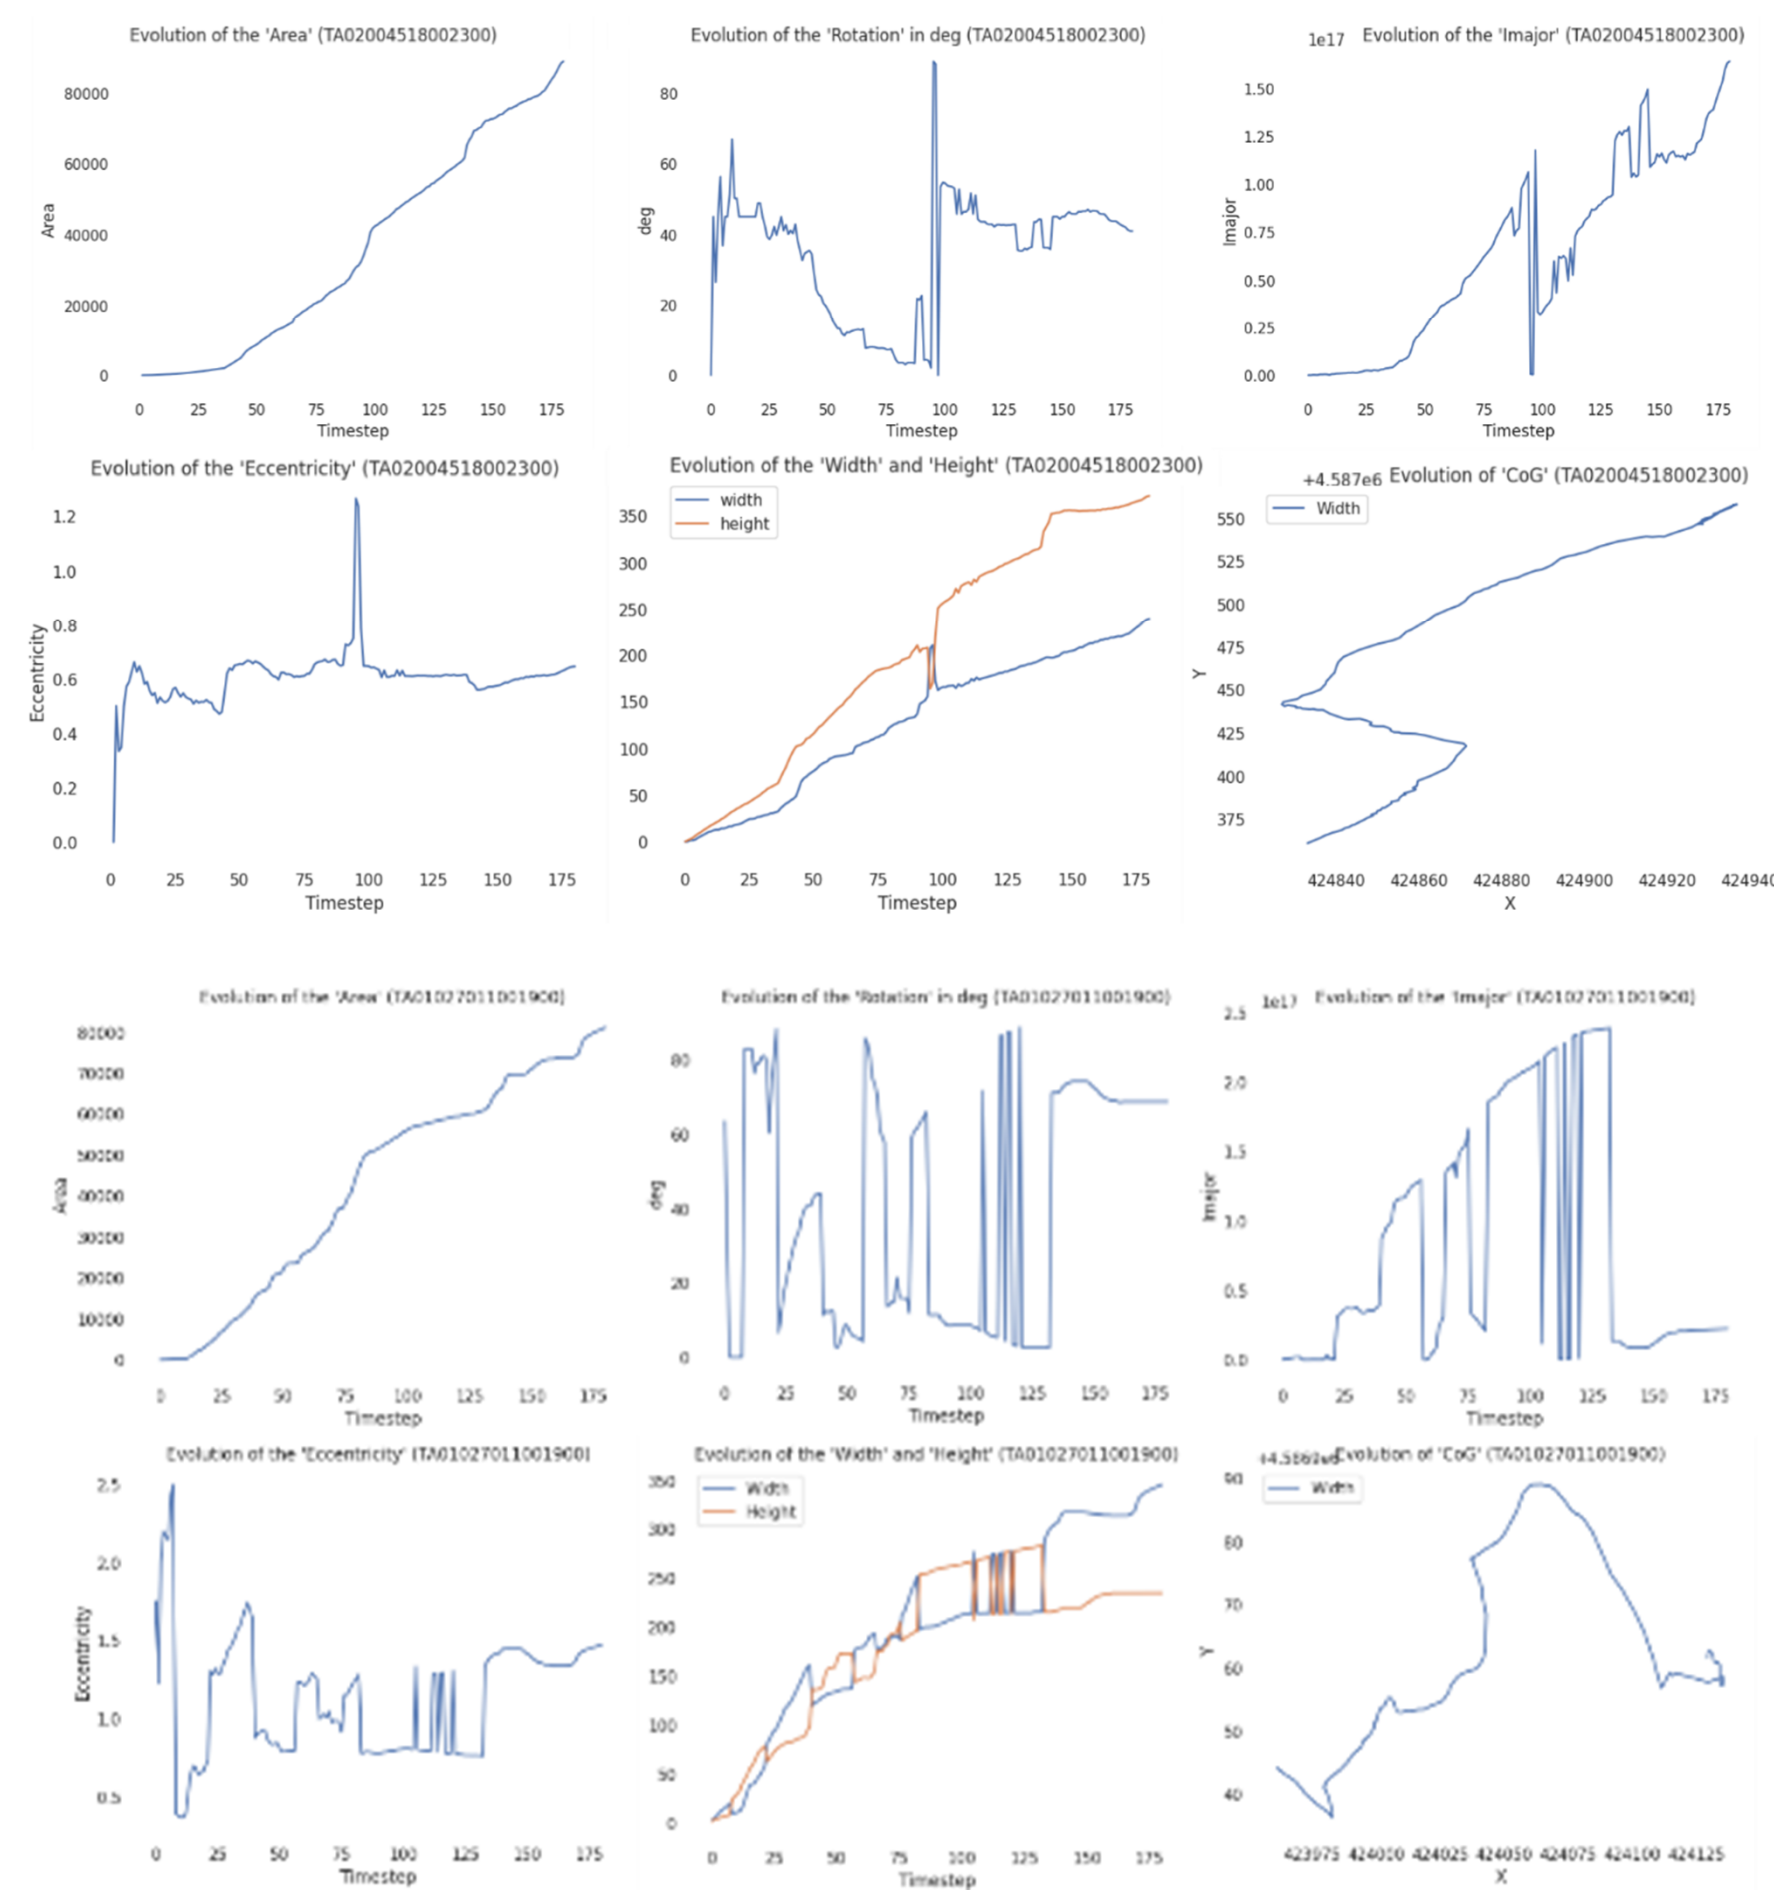 Evolution of the 'Area' (TA02004518002300)
80000
60000
40000
20000
0
Area
0 25 50 75 100 125 150 175
Timestep
Evolution of the 'Rotation' in deg (TA02004518002300)
80
60
40
20
0
deg
0 25 50 75 100 125 150 175
Timestep
1e17 Evolution of the 'Imajor' (TA02004518002300)
1.50
1.25
1.00
0.75
0.50
0.25
0.00
Imajor
0 25 50 75 100 125 150 175
Timestep
Evolution of the 'Eccentricity' (TA02004518002300)
1.2
1.0
0.8
0.6
0.4
0.2
0.0
Eccentricity
0 25 50 75 100 125 150 175
Timestep
Evolution of the 'Width' and 'Height' (TA02004518002300)
width
height
350
300
250
200
150
100
50
0
0 25 50 75 100 125 150 175
Timestep
+4.587e6 Evolution of 'CoG' (TA02004518002300)
Width
550
525
500
475
450
425
400
375
Y
424840 424860 424880 424900 424920 424940
X
Evolution of the 'Area' (TA01027011001900)
80000
70000
60000
50000
40000
30000
20000
10000
0
Area
0 25 50 75 100 125 150 175
Timestep
Evolution of the 'Rotation' in deg (TA01027011001900)
80
60
40
20
0
deg
0 25 50 75 100 125 150 175
Timestep
1e17 Evolution of the 'Imajor' (TA01027011001900)
2.5
2.0
1.5
1.0
0.5
0.0
Imajor
0 25 50 75 100 125 150 175
Timestep
Evolution of the 'Eccentricity' (TA01027011001900)
2.5
2.0
1.5
1.0
0.5
Eccentricity
0 25 50 75 100 125 150 175
Timestep
Evolution of the 'Width' and 'Height' (TA01027011001900)
Width
Height
350
300
250
200
150
100
50
0
0 25 50 75 100 125 150 175
Timestep
Evolution of 'CoG' (TA01027011001900)
Width
90
80
70
60
50
40
Y
423975 424000 424025 424050 424075 424100 424125
X